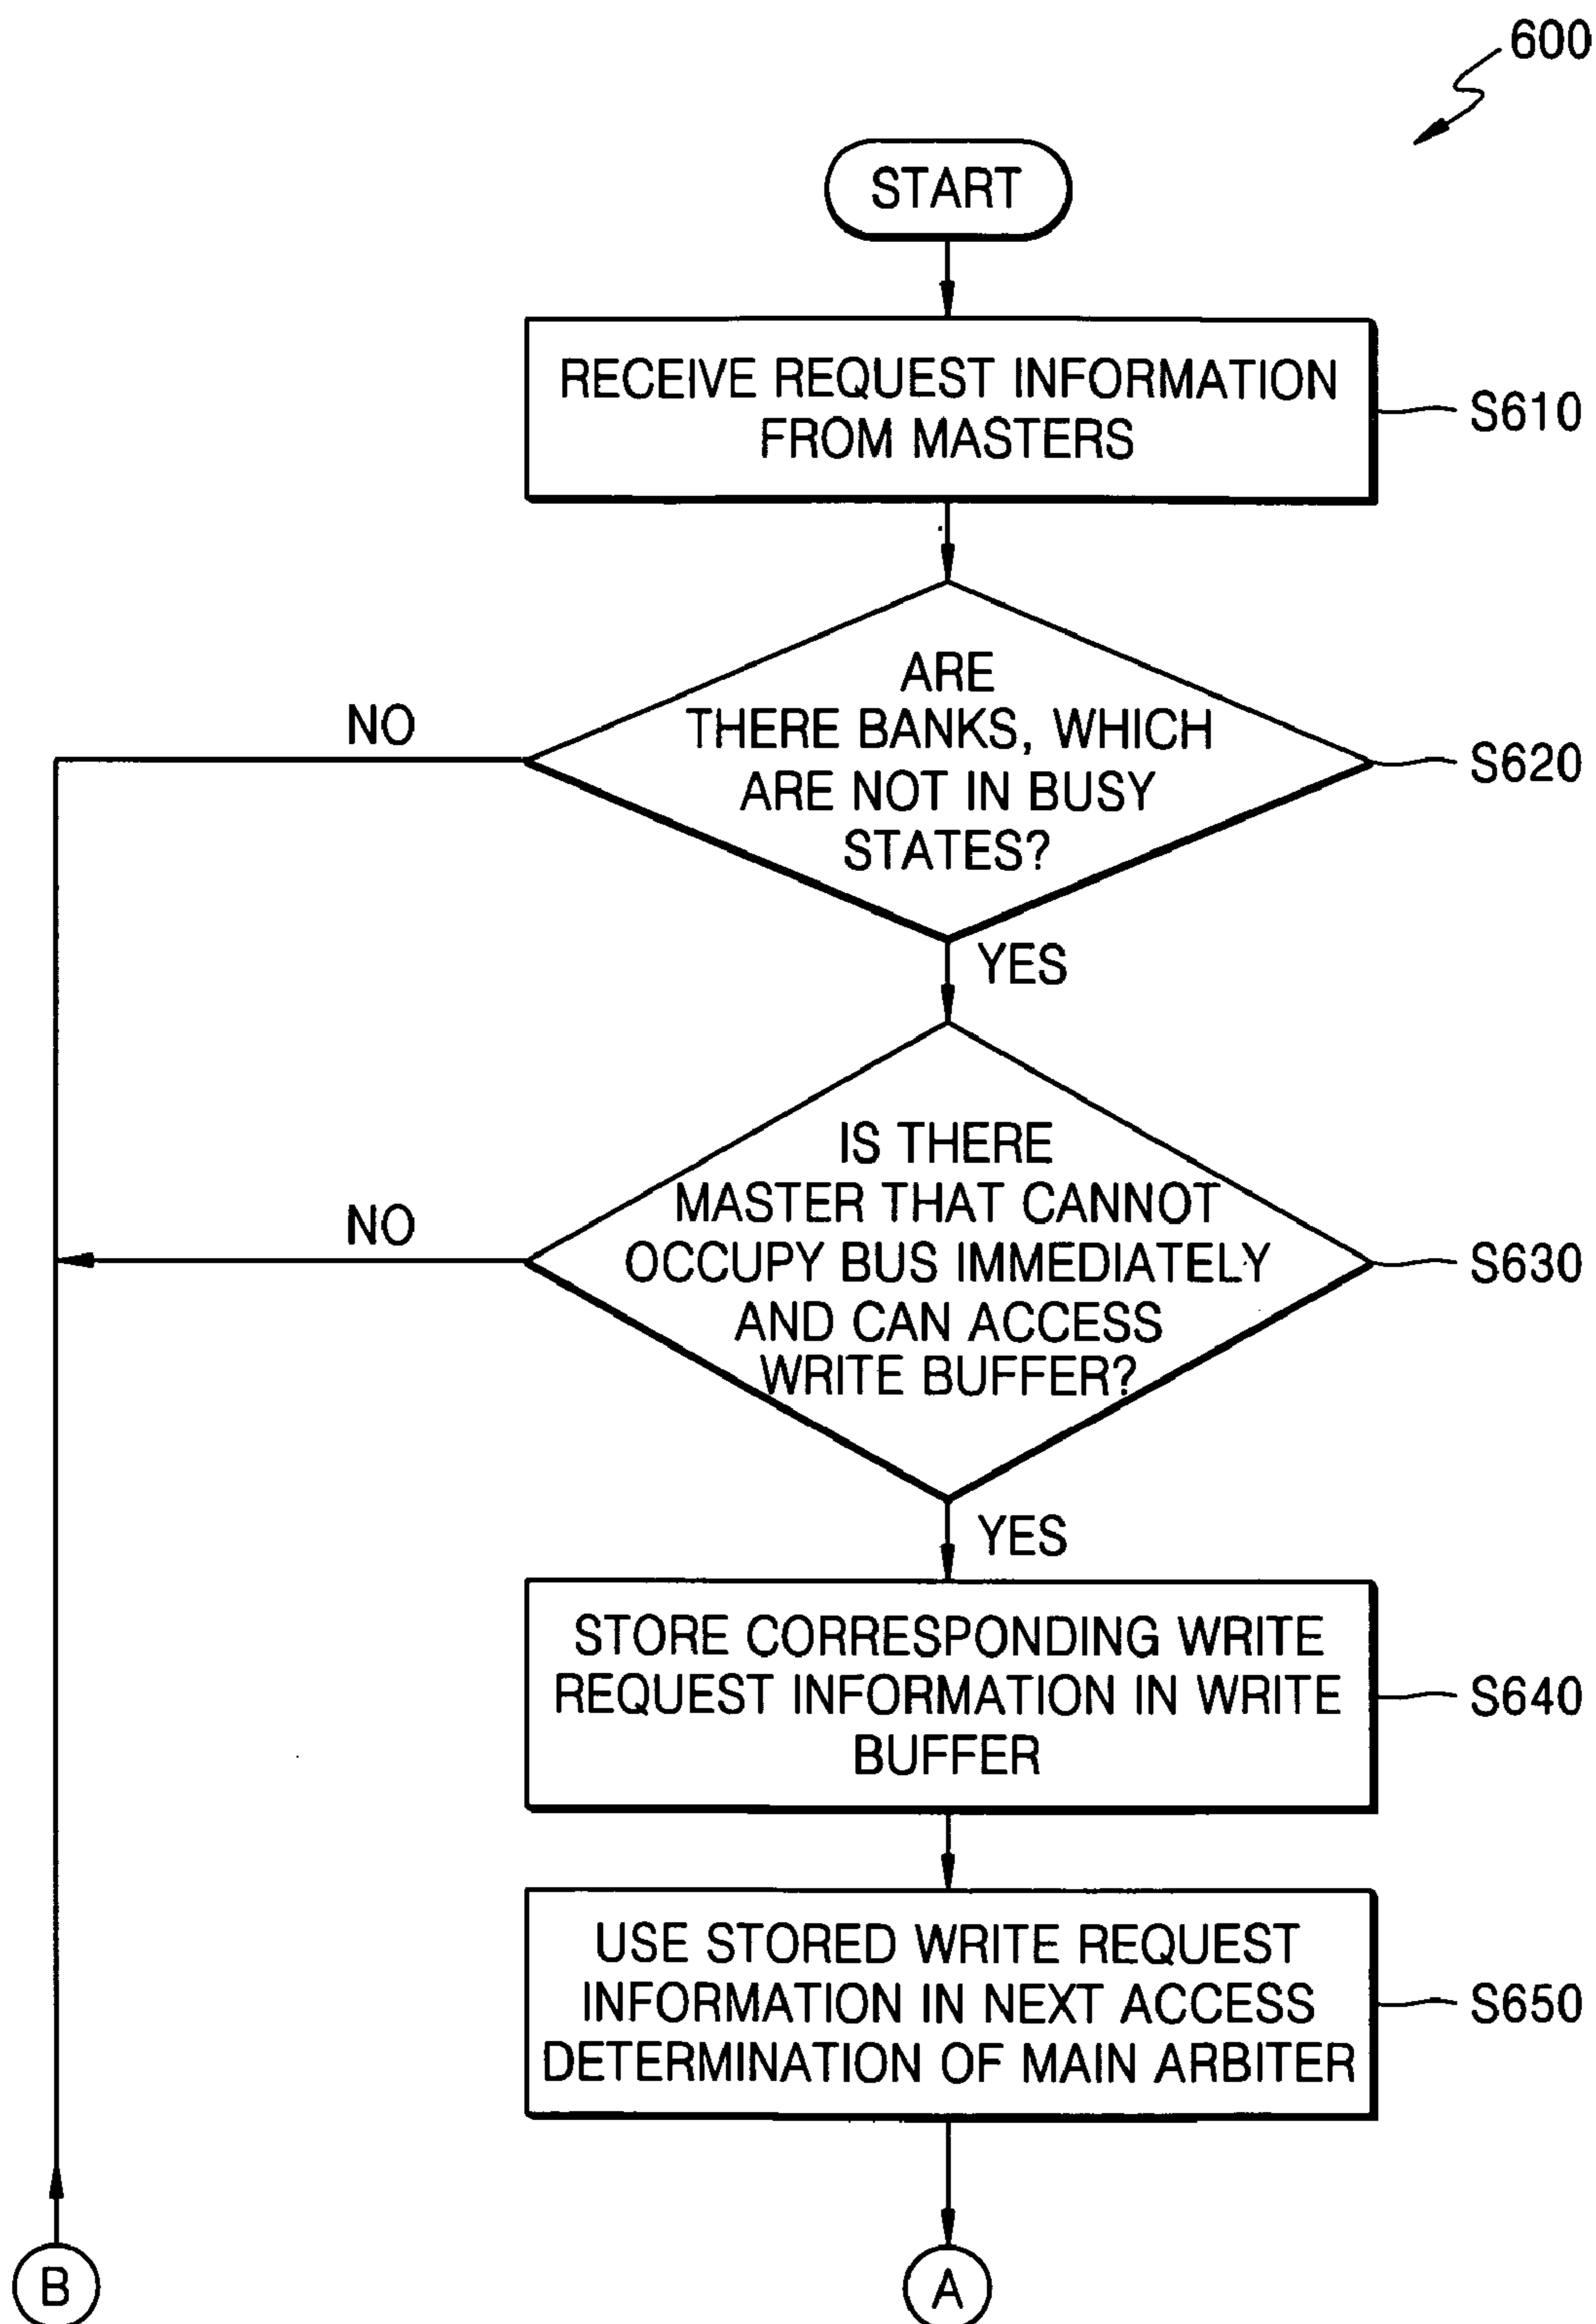 600
START
RECEIVE REQUEST INFORMATION
FROM MASTERS
S610
ARE
THERE BANKS, WHICH
ARE NOT IN BUSY
STATES?
NO
S620
YES
IS THERE
MASTER THAT CANNOT
OCCUPY BUS IMMEDIATELY
AND CAN ACCESS
WRITE BUFFER?
NO
S630
YES
STORE CORRESPONDING WRITE
REQUEST INFORMATION IN WRITE
BUFFER
S640
USE STORED WRITE REQUEST
INFORMATION IN NEXT ACCESS
DETERMINATION OF MAIN ARBITER
S650
B
A